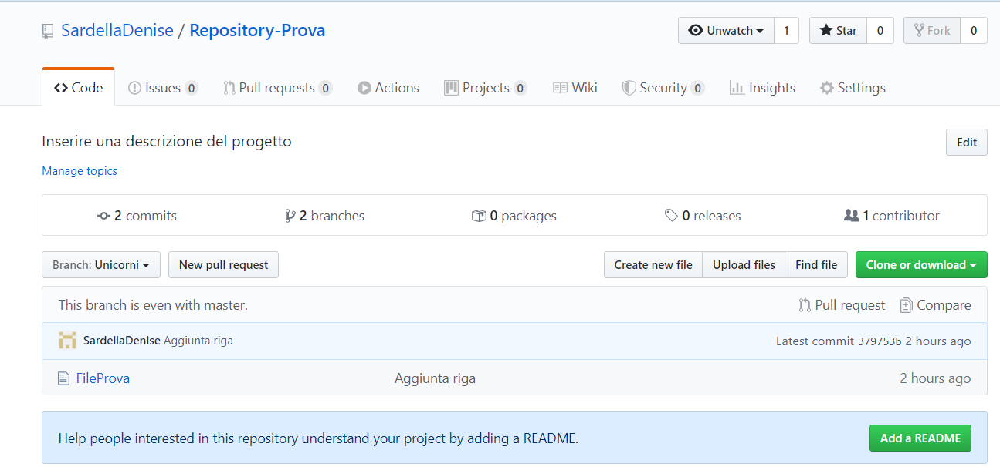 SardellaDenise / Repository-Prova Unwatch 1 Star 0 Fork 0
Code Issues 0 Pull requests 0 Actions Projects 0 Wiki Security 0 Insights Settings
Inserire una descrizione del progetto Edit
Manage topics
2 commits 2 branches 0 packages 0 releases 1 contributor
Branch: Unicorni New pull request Create new file Upload files Find file Clone or download
This branch is even with master. Pull request Compare
SardellaDenise Aggiunta riga Latest commit 379753b 2 hours ago
FileProva Aggiunta riga 2 hours ago
Help people interested in this repository understand your project by adding a README. Add a README